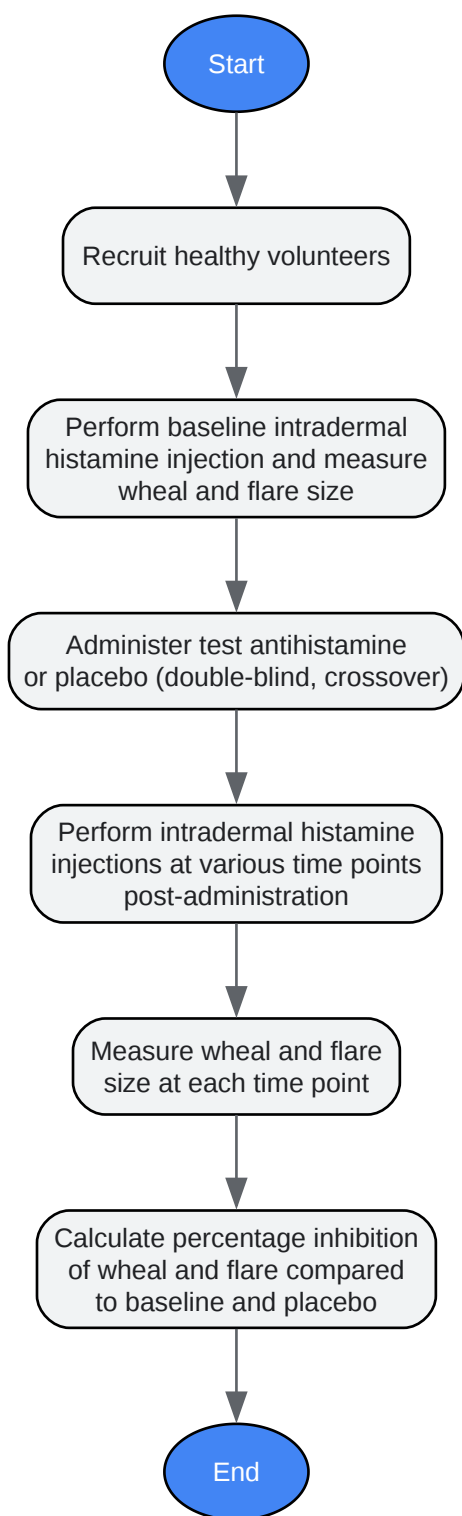 Start
Recruit healthy volunteers
Perform baseline intradermal
histamine injection and measure
wheal and flare size
Administer test antihistamine
or placebo (double-blind, crossover)
Perform intradermal histamine
injections at various time points
post-administration
Measure wheal and flare
size at each time point
Calculate percentage inhibition
of wheal and flare compared
to baseline and placebo
End